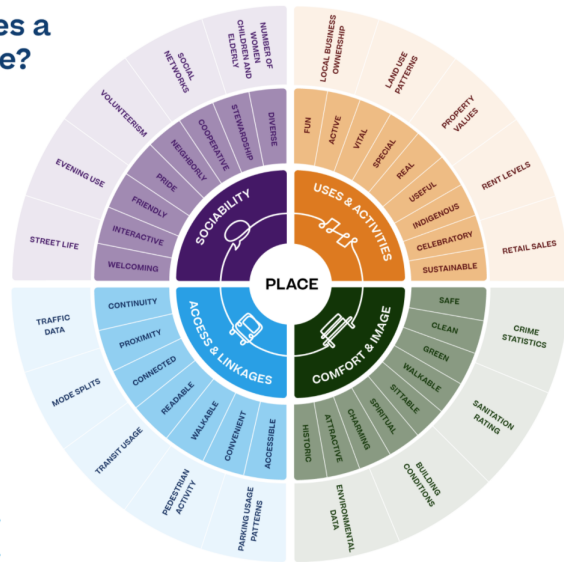 es a
e?
PLACE
SOCIABILITY
USES & ACTIVITIES
ACCESS & LINKAGES
COMFORT & IMAGE
DIVERSE
STEWARDSHIP
COOPERATIVE
NEIGHBORLY
PRIDE
FRIENDLY
INTERACTIVE
WELCOMING
NUMBER OF
WOMEN
CHILDREN AND
ELDERLY
SOCIAL
NETWORKS
VOLUNTEERISM
EVENING USE
STREET LIFE
FUN
ACTIVE
VITAL
SPECIAL
REAL
USEFUL
INDIGENOUS
CELEBRATORY
SUSTAINABLE
LOCAL BUSINESS
OWNERSHIP
LAND USE
PATTERNS
PROPERTY
VALUES
RENT LEVELS
RETAIL SALES
CONTINUITY
PROXIMITY
CONNECTED
READABLE
WALKABLE
CONVENIENT
ACCESSIBLE
TRAFFIC
DATA
MODE SPLITS
TRANSIT USAGE
PEDESTRIAN
ACTIVITY
PARKING USAGE
PATTERNS
SAFE
CLEAN
GREEN
WALKABLE
SITTABLE
SPIRITUAL
CHARMING
ATTRACTIVE
HISTORIC
CRIME
STATISTICS
SANITATION
RATING
BUILDING
CONDITIONS
ENVIRONMENTAL
DATA